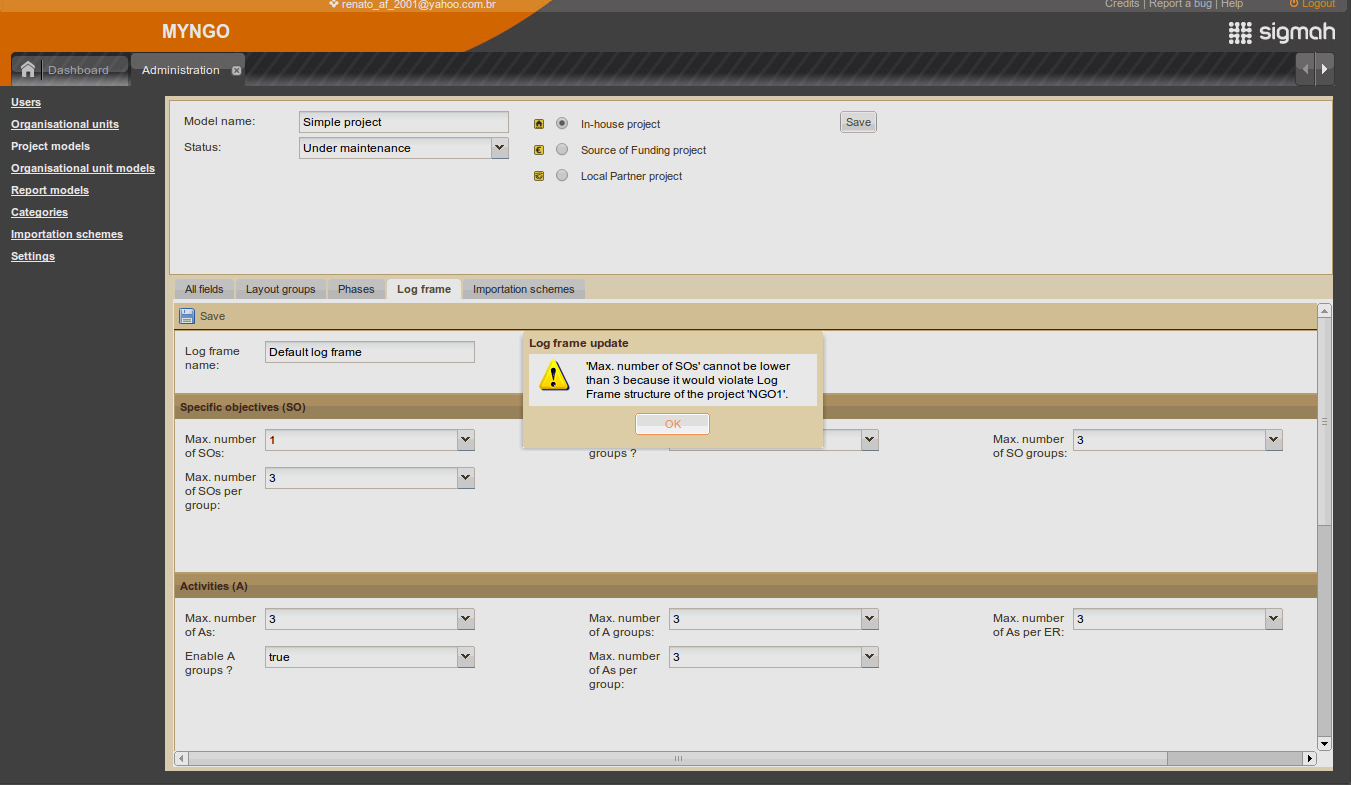 renato_af_2001@yahoo.com.br
Credits | Report a bug | Help
Logout
MYNGO
sigmah
Dashboard
Administration
Users
Organisational units
Project models
Organisational unit models
Report models
Categories
Importation schemes
Settings
Model name:
Simple project
In-house project
Save
Status:
Under maintenance
Source of Funding project
Local Partner project
All fields
Layout groups
Phases
Log frame
Importation schemes
Save
Log frame
name:
Default log frame
Log frame update
'Max. number of SOs' cannot be lower
than 3 because it would violate Log
Frame structure of the project 'NGO1'.
OK
Specific objectives (SO)
Max. number
of SOs:
1
groups ?
Max. number
of SO groups:
3
Max. number
of SOs per
group:
3
Activities (A)
Max. number
of As:
3
Max. number
of A groups:
3
Max. number
of As per ER:
3
Enable A
groups ?
true
Max. number
of As per
group:
3